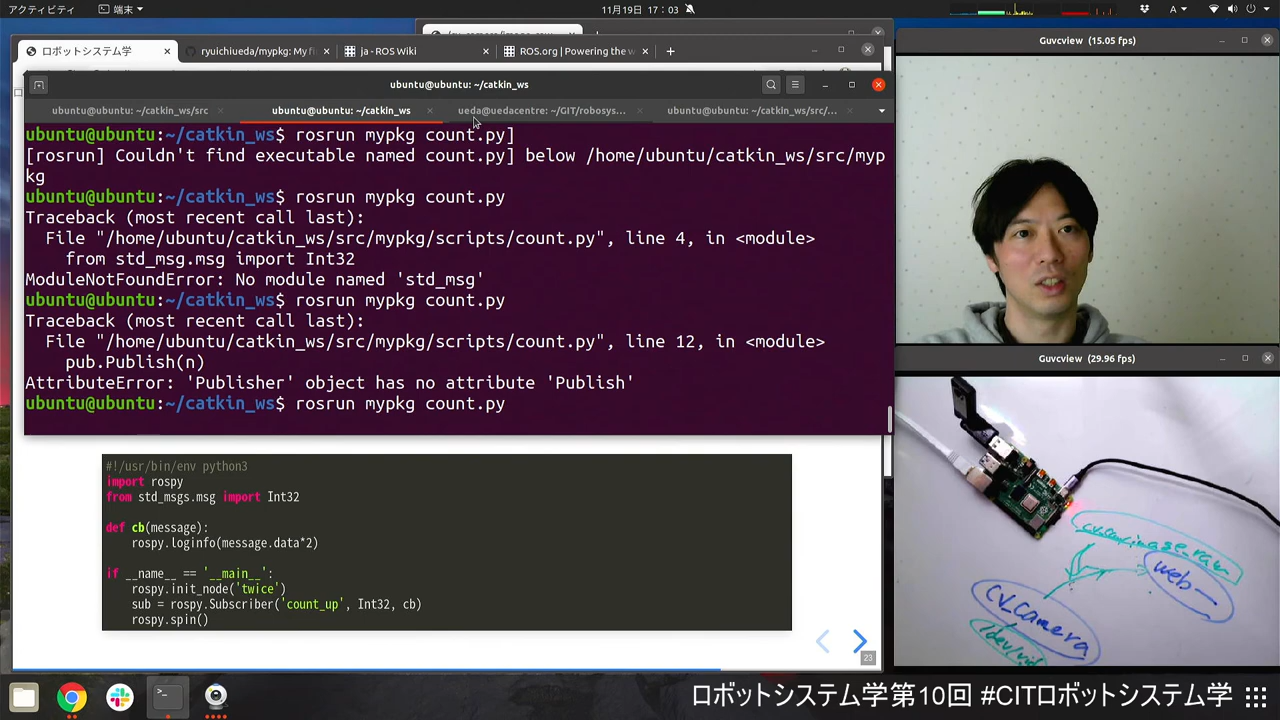 アクティビティ
端末
11月19日 17:03
A
Guvcview (15.05 fps)
ロボットシステム学
ryuichiueda/mypkg: My fi
ja - ROS Wiki
ROS.org | Powering the w
ubuntu@ubuntu: ~/catkin_ws
ubuntu@ubuntu: ~/catkin_ws/src
ubuntu@ubuntu: ~/catkin_ws
ueda@uedacentre: ~/GIT/robosys...
ubuntu@ubuntu: ~/catkin_ws/src/...
ubuntu@ubuntu:~/catkin_ws$ rosrun mypkg count.py]
[rosrun] Couldn't find executable named count.py] below /home/ubuntu/catkin_ws/src/myp
kg
ubuntu@ubuntu:~/catkin_ws$ rosrun mypkg count.py
Traceback (most recent call last):
File "/home/ubuntu/catkin_ws/src/mypkg/scripts/count.py", line 4, in <module>
from std_msg.msg import Int32
ModuleNotFoundError: No module named 'std_msg'
ubuntu@ubuntu:~/catkin_ws$ rosrun mypkg count.py
Traceback (most recent call last):
File "/home/ubuntu/catkin_ws/src/mypkg/scripts/count.py", line 12, in <module>
pub.Publish(n)
AttributeError: 'Publisher' object has no attribute 'Publish'
ubuntu@ubuntu:~/catkin_ws$ rosrun mypkg count.py
#!/usr/bin/env python3
import rospy
from std_msgs.msg import Int32
def cb(message):
rospy.loginfo(message.data*2)
if __name__ == '__main__':
rospy.init_node('twice')
sub = rospy.Subscriber('count_up', Int32, cb)
rospy.spin()
23
Guvcview (29.96 fps)
web
cv_camera
ロボットシステム学第10回 #CITロボットシステム学